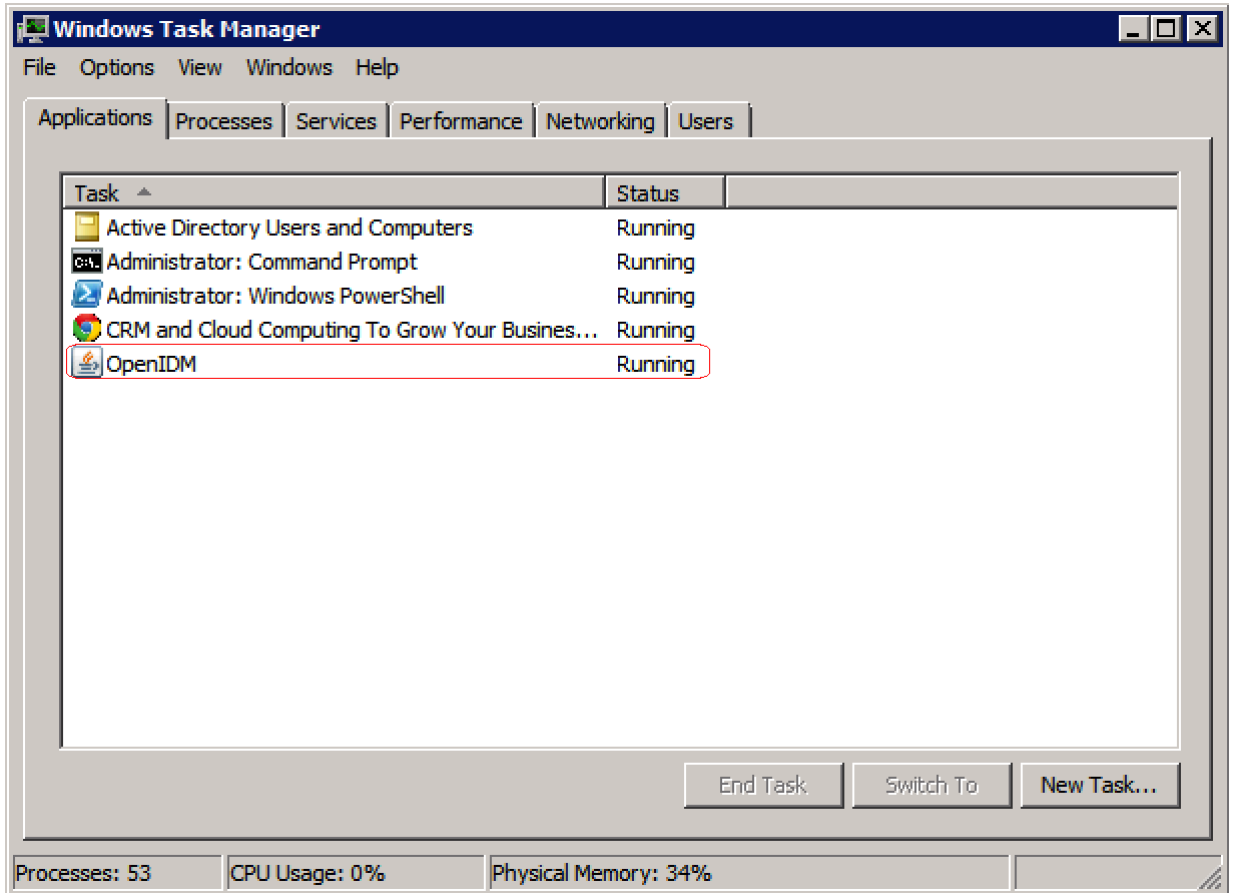 Windows Task Manager
File Options View Windows Help
Applications Processes Services Performance Networking Users
Task Status
Active Directory Users and Computers Running
C:\. Administrator: Command Prompt Running
Administrator: Windows PowerShell Running
CRM and Cloud Computing To Grow Your Busines... Running
OpenIDM Running
End Task Switch To New Task...
Processes: 53 CPU Usage: 0% Physical Memory: 34%